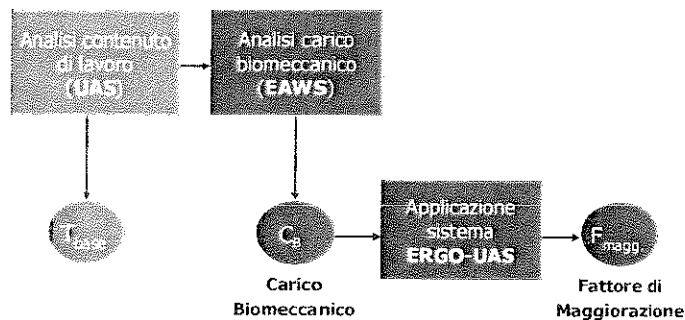 Analisi contenuto
di lavoro
(UAS)
Analisi carico
biomeccanico
(EAWS)
T base
C B
Applicazione
sistema
ERGO-UAS
F magg
Carico
Biomeccanico
Fattore di
Maggiorazione